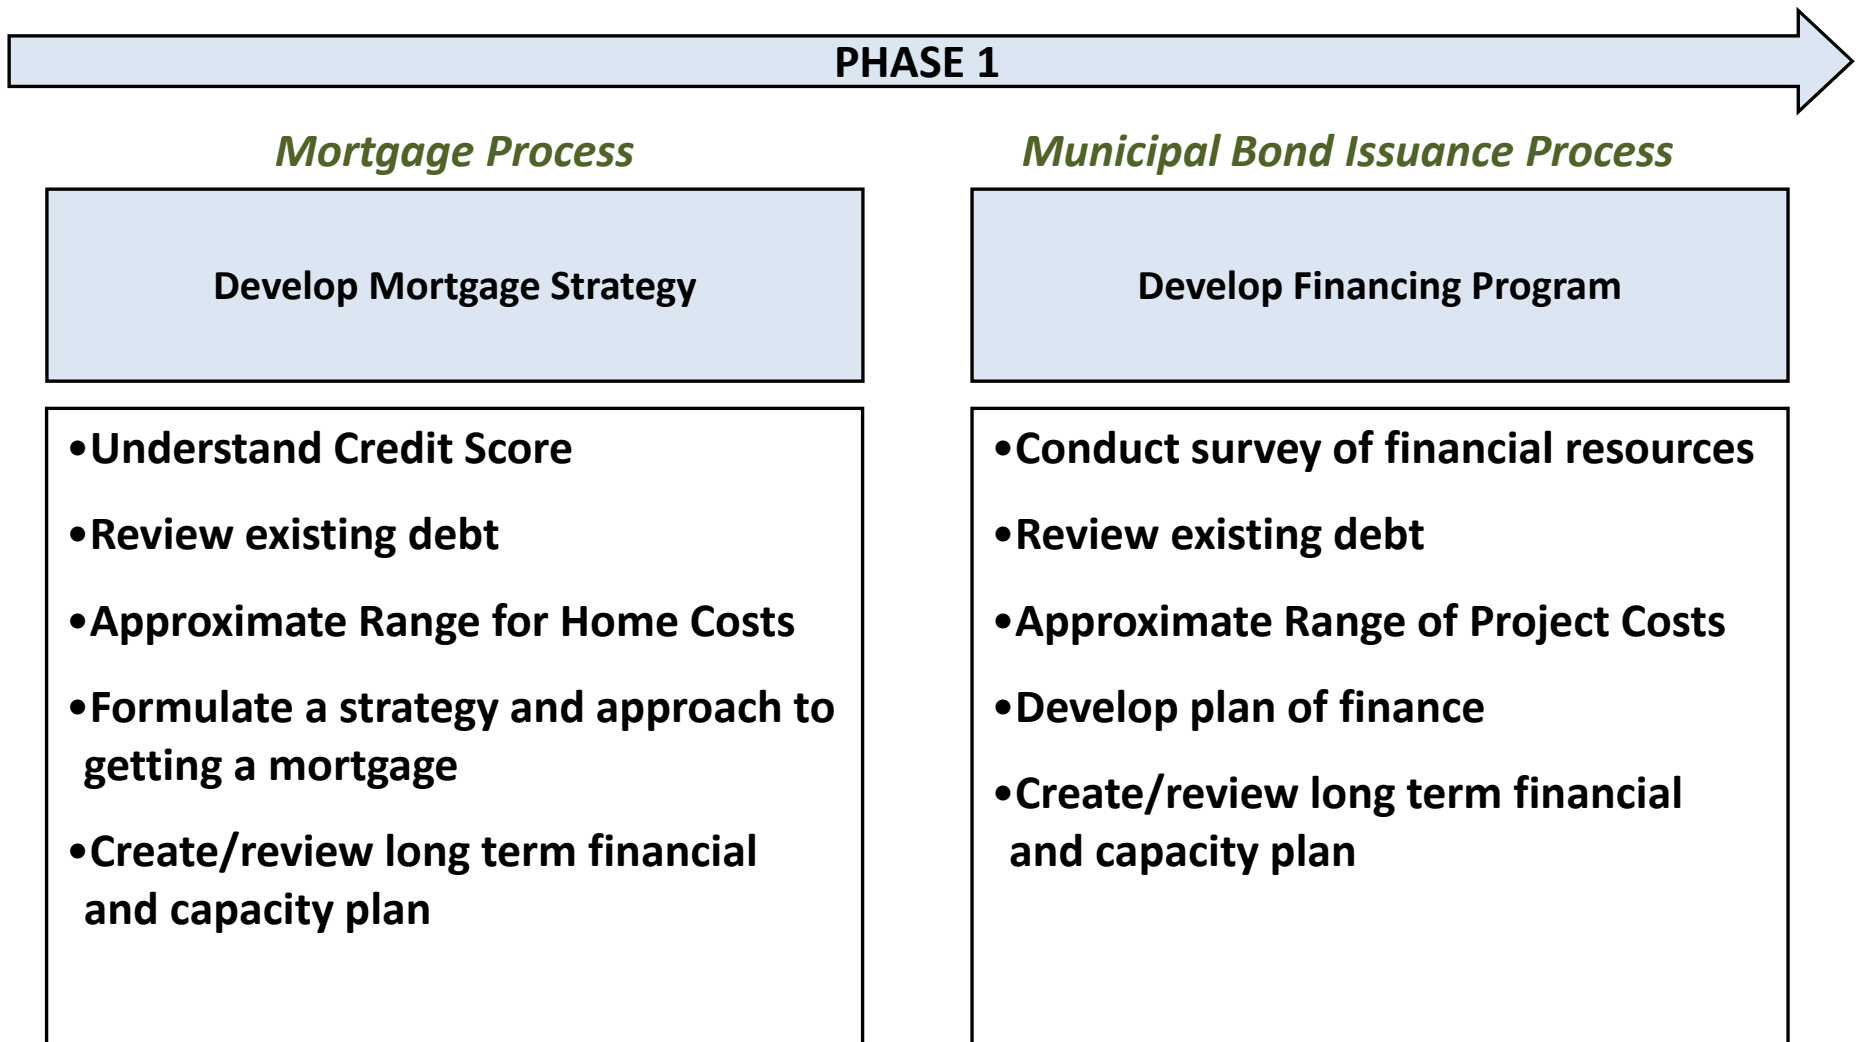 PHASE 1
Mortgage Process
Municipal Bond Issuance Process
Develop Mortgage Strategy
Develop Financing Program
•Understand Credit Score
•Review existing debt
•Approximate Range for Home Costs
•Formulate a strategy and approach to
getting a mortgage
•Create/review long term financial
and capacity plan
•Conduct survey of financial resources
•Review existing debt
•Approximate Range of Project Costs
•Develop plan of finance
•Create/review long term financial
and capacity plan